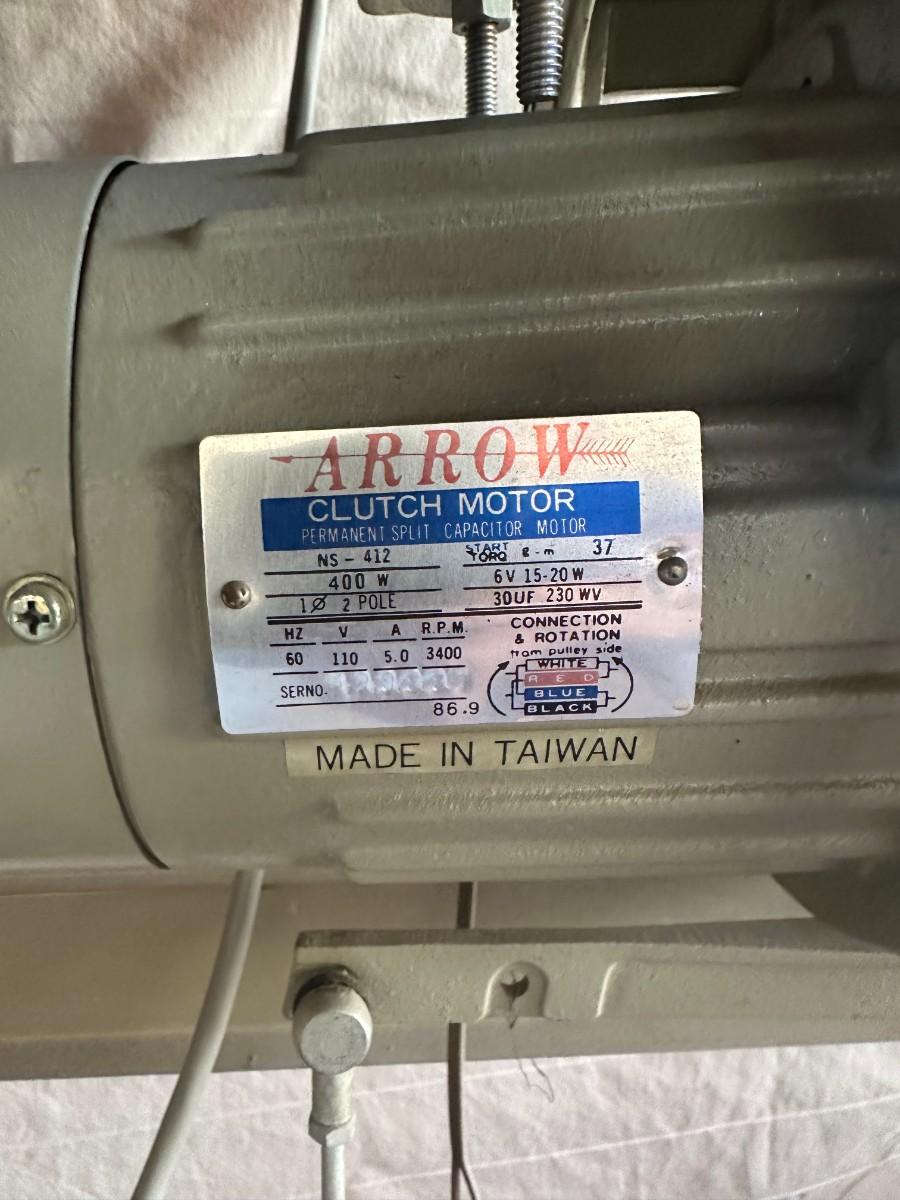 ARROW
CLUTCH MOTOR
PERMANENT SPLIT CAPACITOR MOTOR
NS - 412
START TORQ g - m 37
400 W
6V 15-20 W
1Ø 2 POLE
30UF 230 WV
HZ V A R.P.M.
60 110 5.0 3400
SERNO.
86.9
CONNECTION
& ROTATION
from pulley side
WHITE
RED
BLUE
BLACK
MADE IN TAIWAN